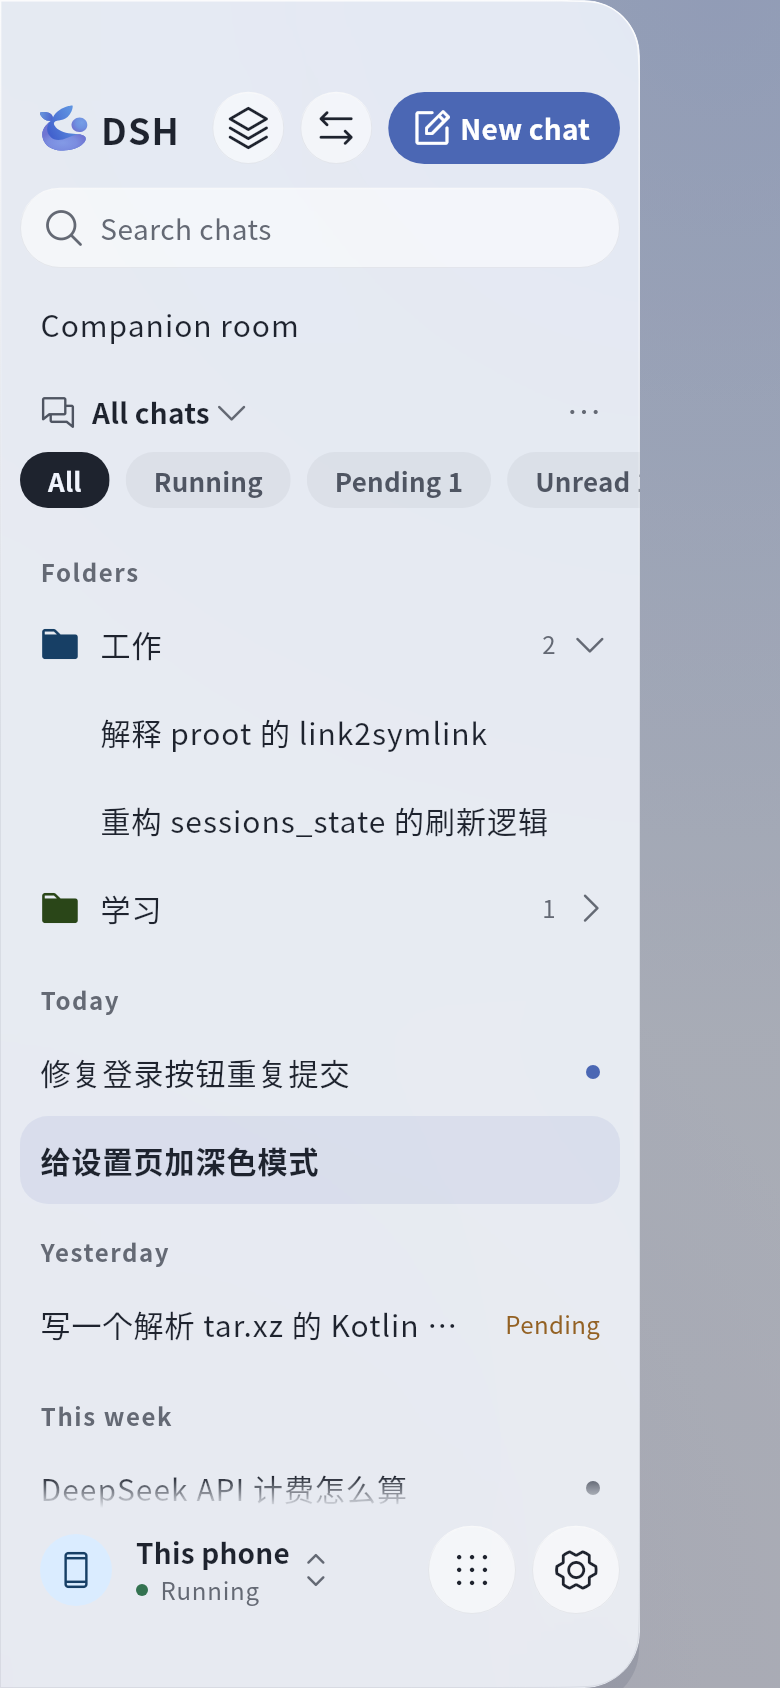 DSH
New chat
Search chats
Companion room
All chats
All
Running
Pending 1
Unread
Folders
工作
2
解释 proot 的 link2symlink
重构 sessions_state 的刷新逻辑
学习
1
Today
修复登录按钮重复提交
给设置页加深色模式
Yesterday
写一个解析 tar.xz 的 Kotlin …
Pending
This week
DeepSeek API 计费怎么算
This phone
Running